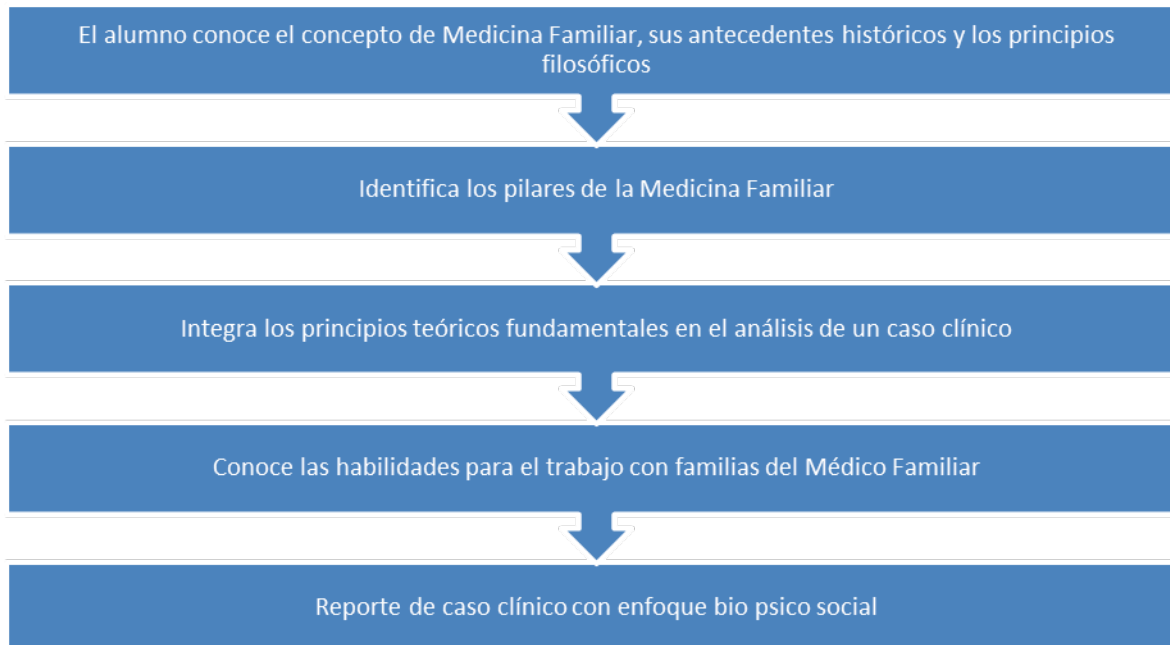 El alumno conoce el concepto de Medicina Familiar, sus antecedentes históricos y los principios
filosóficos
Identifica los pilares de la Medicina Familiar
Integra los principios teóricos fundamentales en el análisis de un caso clínico
Conoce las habilidades para el trabajo con familias del Médico Familiar
Reporte de caso clínico con enfoque bio psico social